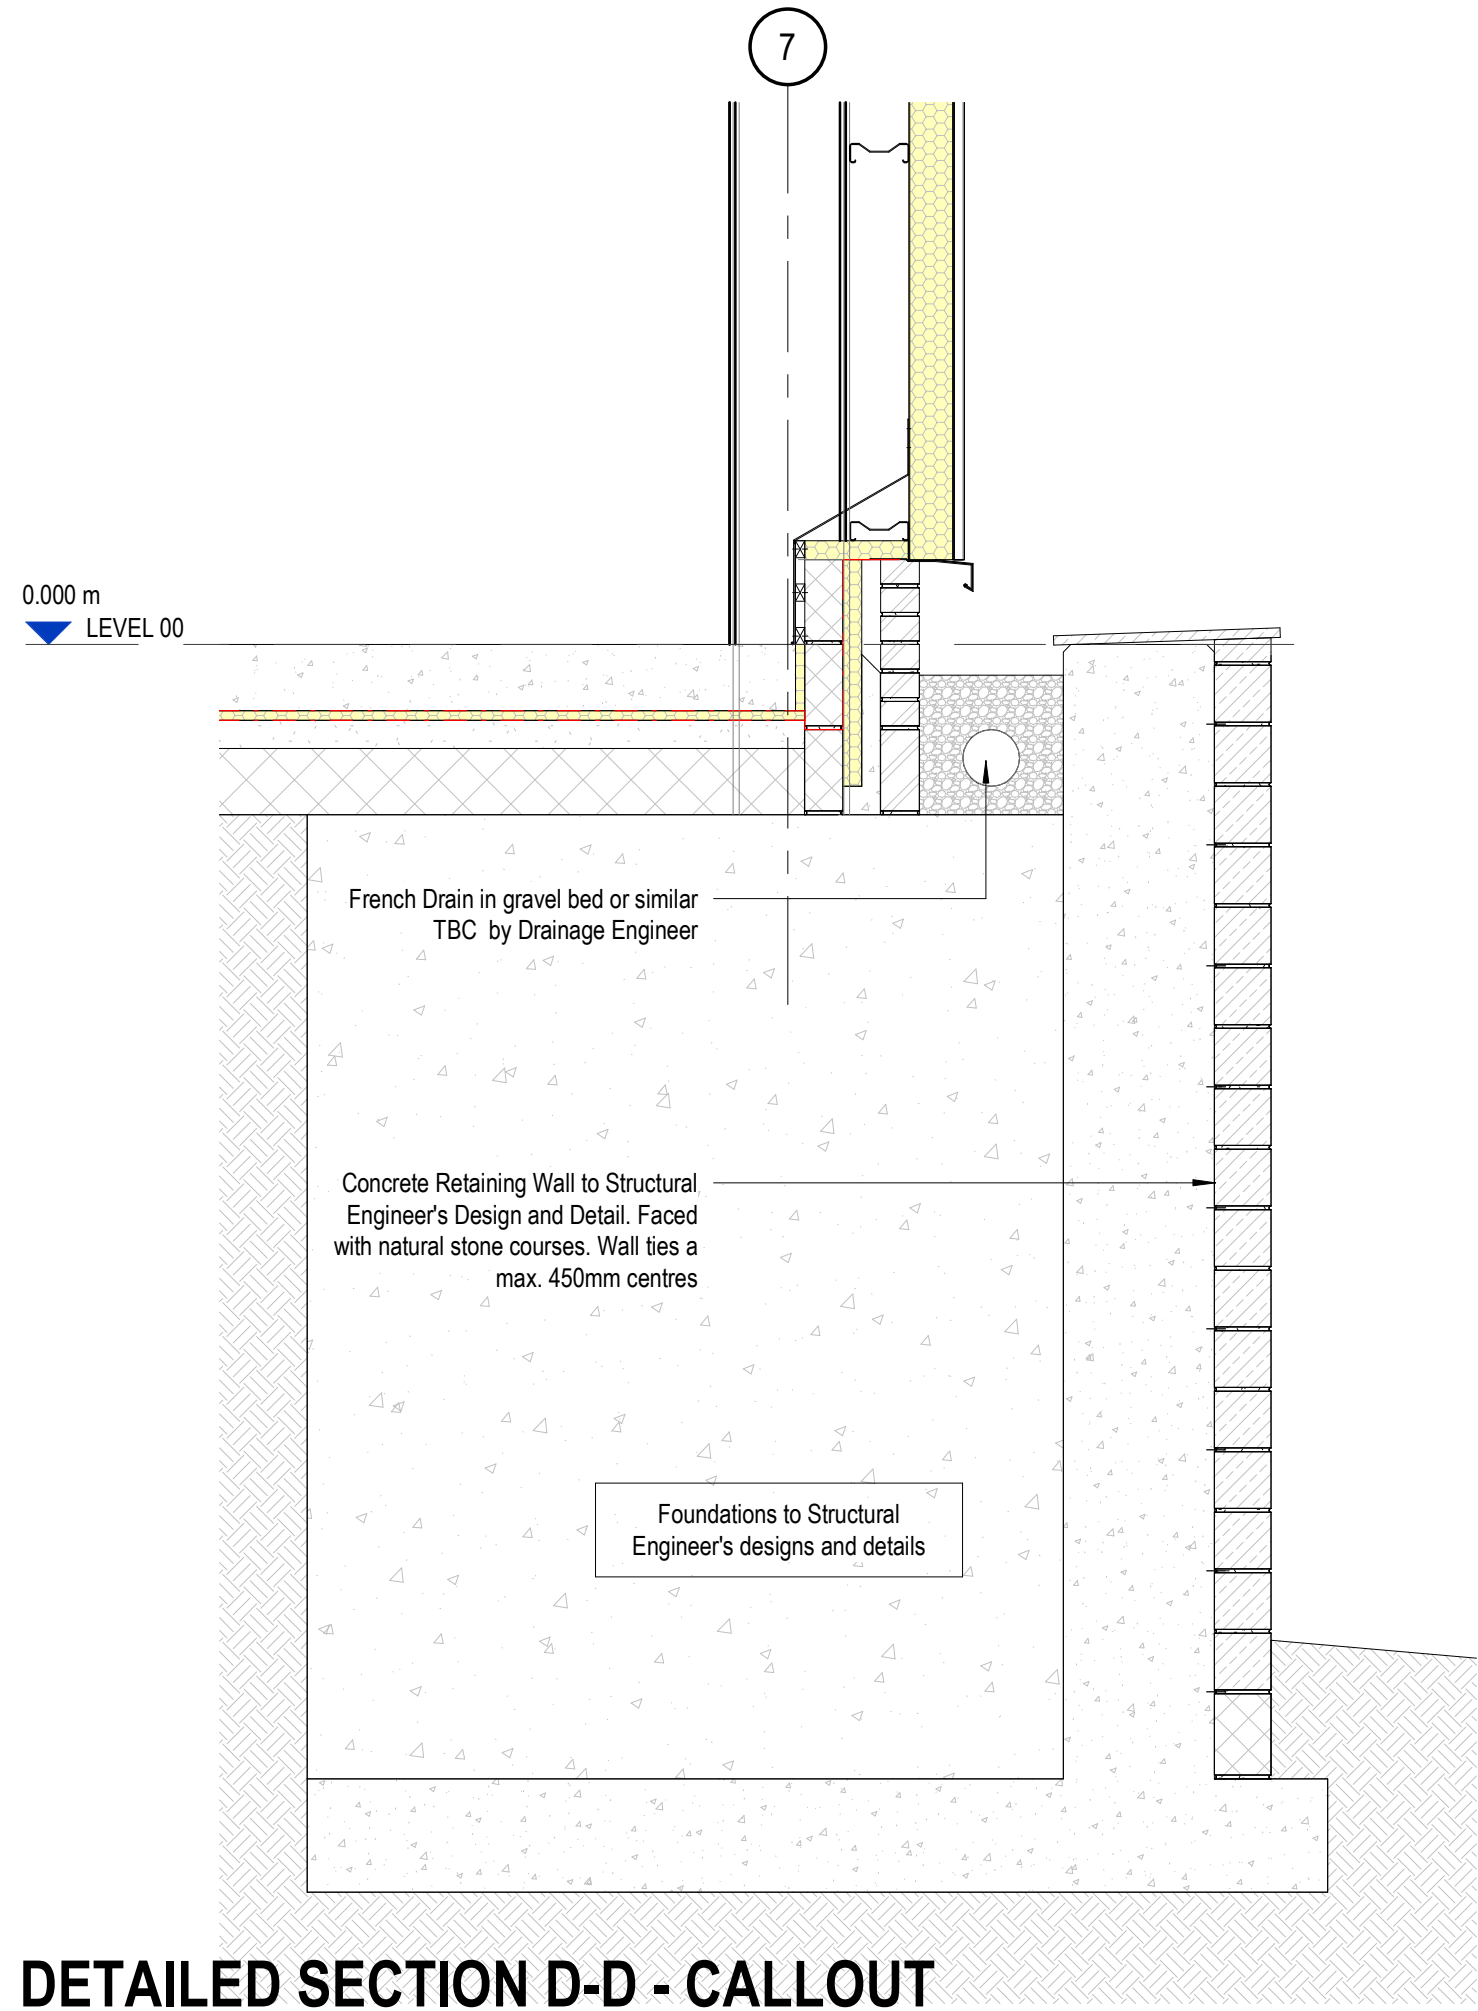 7
0.000 m
LEVEL 00
French Drain in gravel bed or similar
TBC by Drainage Engineer
Concrete Retaining Wall to Structural
Engineer's Design and Detail. Faced
with natural stone courses. Wall ties a
max. 450mm centres
Foundations to Structural
Engineer's designs and details
DETAILED SECTION D-D - CALLOUT